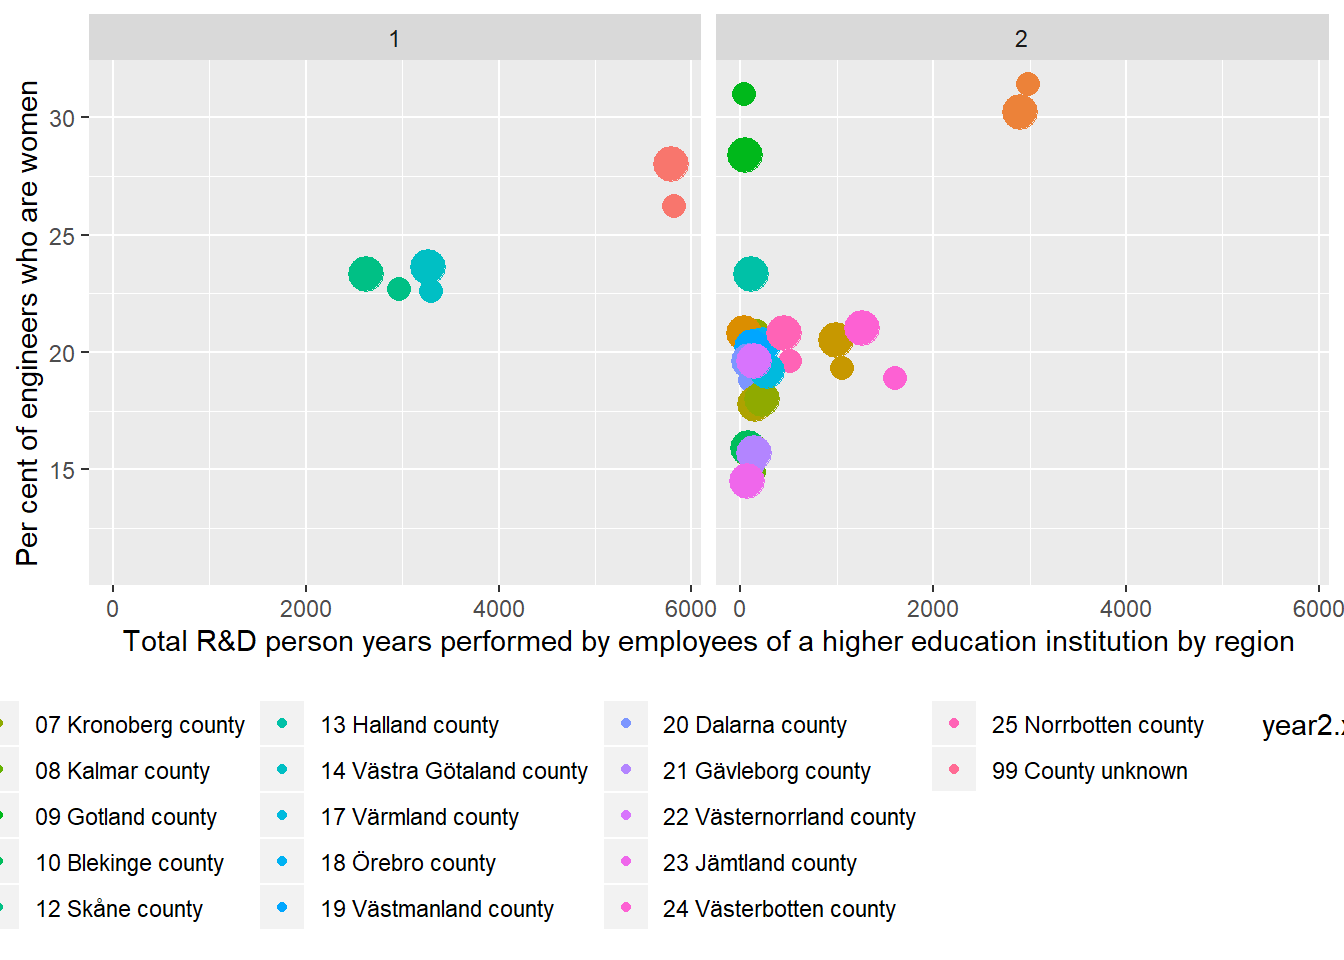 1
2
Per cent of engineers who are women
30
25
20
15
0 2000 4000 6000
0 2000 4000 6000
Total R&D person years performed by employees of a higher education institution by region
07 Kronoberg county
08 Kalmar county
09 Gotland county
10 Blekinge county
12 Skåne county
13 Halland county
14 Västra Götaland county
17 Värmland county
18 Örebro county
19 Västmanland county
20 Dalarna county
21 Gävleborg county
22 Västernorrland county
23 Jämtland county
24 Västerbotten county
25 Norrbotten county
99 County unknown
year2.x